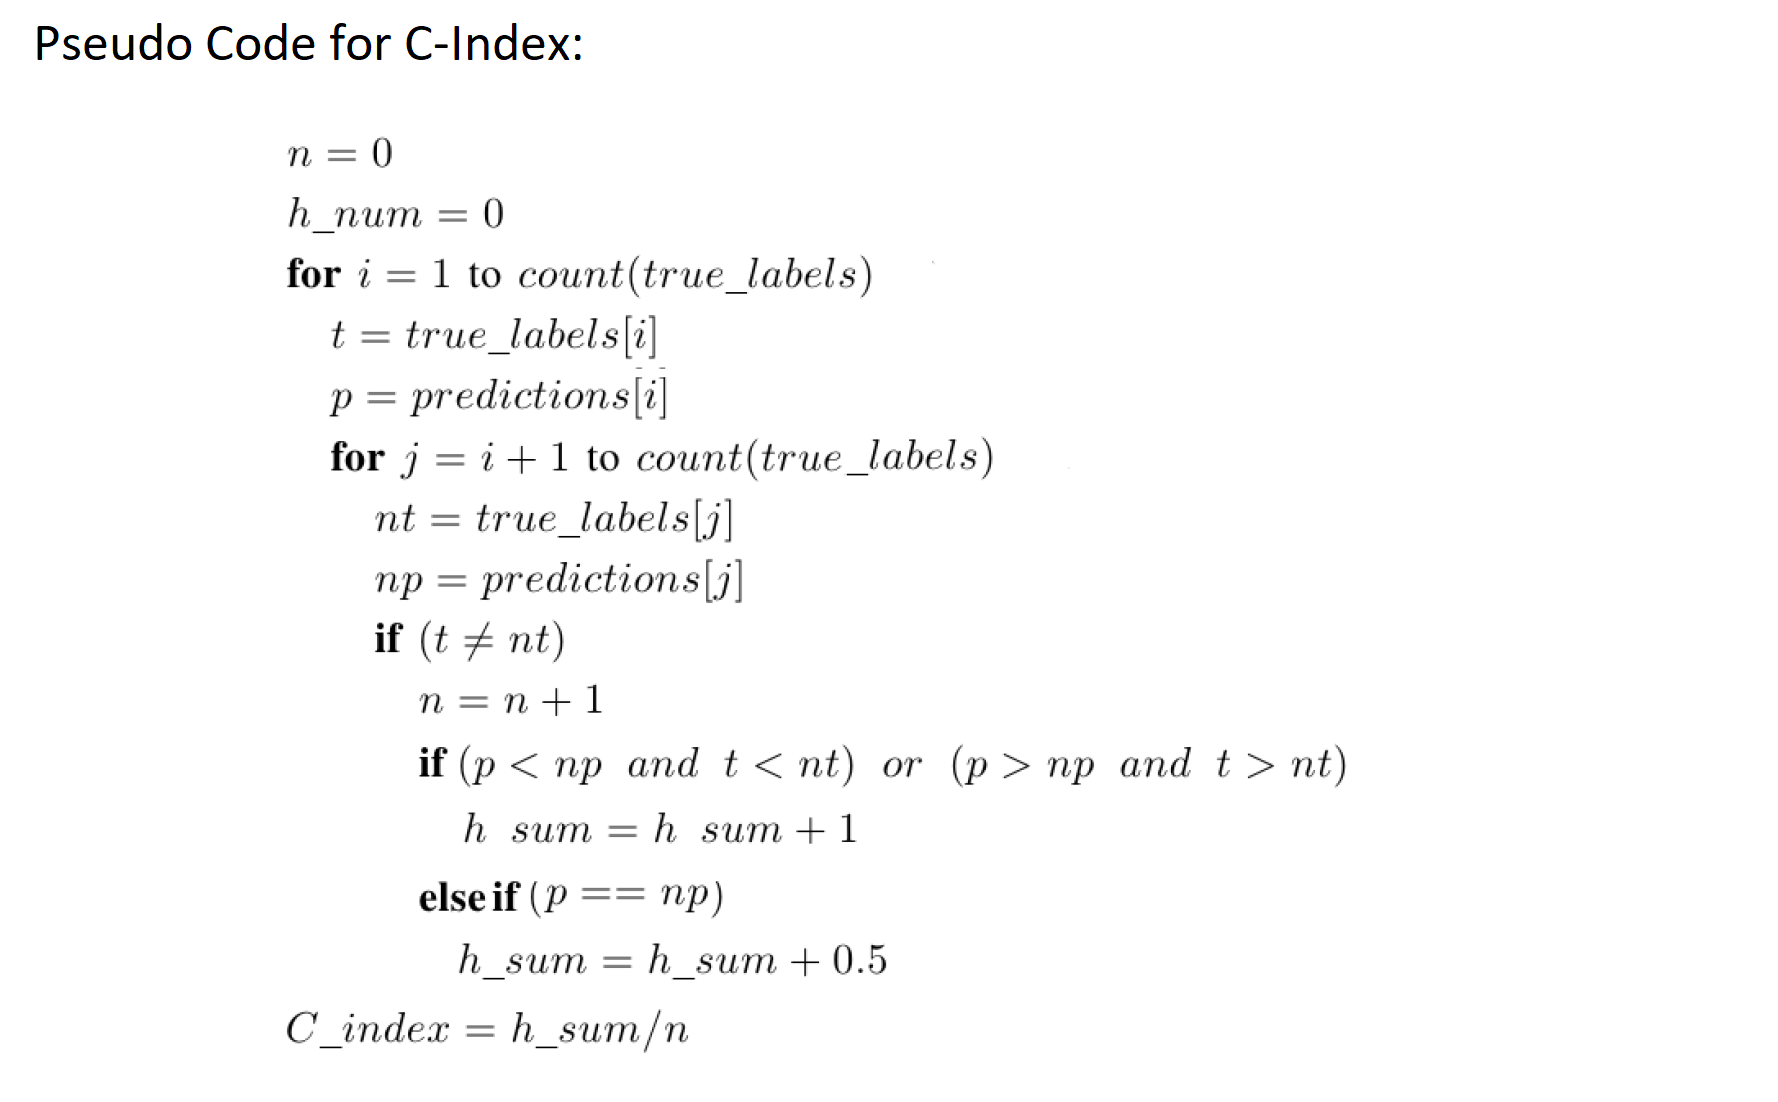 Pseudo Code for C-Index:
n = 0
h_num = 0
for i = 1 to count(true_labels)
t = true_labels[i]
p = predictions[i]
for j = i + 1 to count(true_labels)
nt = true_labels[j]
np = predictions[j]
if (t ≠ nt)
n = n + 1
if (p < np and t < nt) or (p > np and t > nt)
h sum = h sum + 1
elseif (p == np)
h_sum = h_sum + 0.5
C_index = h_sum/n